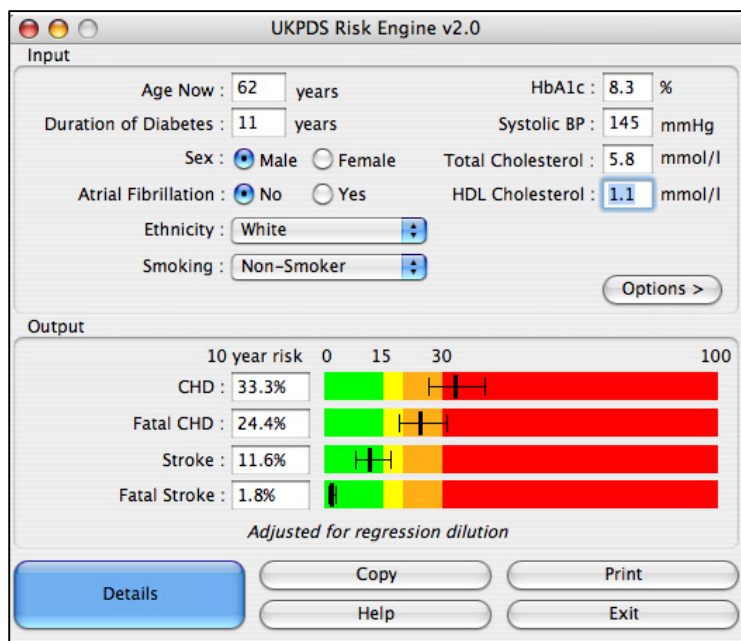 UKPDS Risk Engine v2.0
Input
Age Now : 62 years
HbA1c : 8.3 %
Duration of Diabetes : 11 years
Systolic BP : 145 mmHg
Sex : Male Female
Total Cholesterol : 5.8 mmol/l
Atrial Fibrillation : No Yes
HDL Cholesterol : 1.1 mmol/l
Ethnicity : White
Smoking : Non-Smoker
Options >
Output
10 year risk 0 15 30 100
CHD : 33.3%
Fatal CHD : 24.4%
Stroke : 11.6%
Fatal Stroke : 1.8%
Adjusted for regression dilution
Details
Copy
Print
Help
Exit